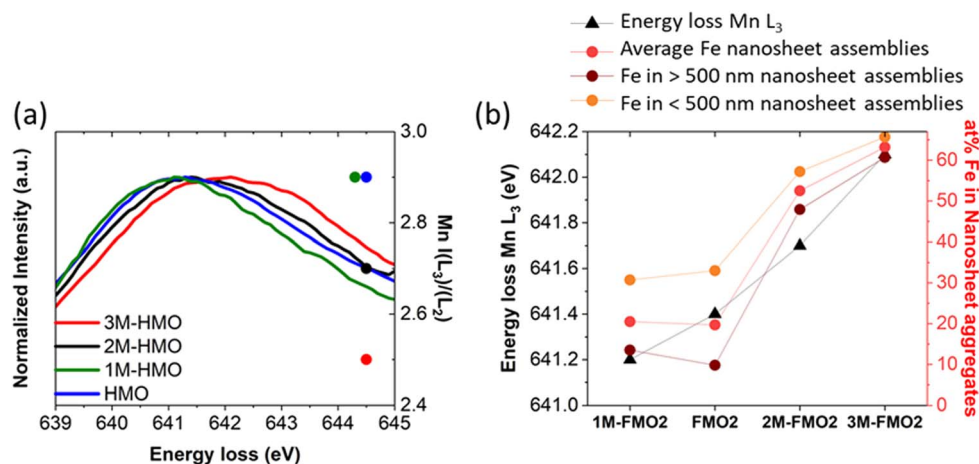 Energy loss Mn L₃
Average Fe nanosheet assemblies
Fe in > 500 nm nanosheet assemblies
Fe in < 500 nm nanosheet assemblies
(a)
Normalized Intensity (a.u.)
3M-HMO
2M-HMO
1M-HMO
HMO
639 640 641 642 643 644 645
Energy loss (eV)
3.0
2.8
2.6
2.4
Mn I(L₃)/(L₂)
(b)
Energy loss Mn L₃ (eV)
642.2
642.0
641.8
641.6
641.4
641.2
641.0
1M-FMO2 FMO2 2M-FMO2 3M-FMO2
60
50
40
30
20
10
0
at% Fe in Nanosheet aggregates